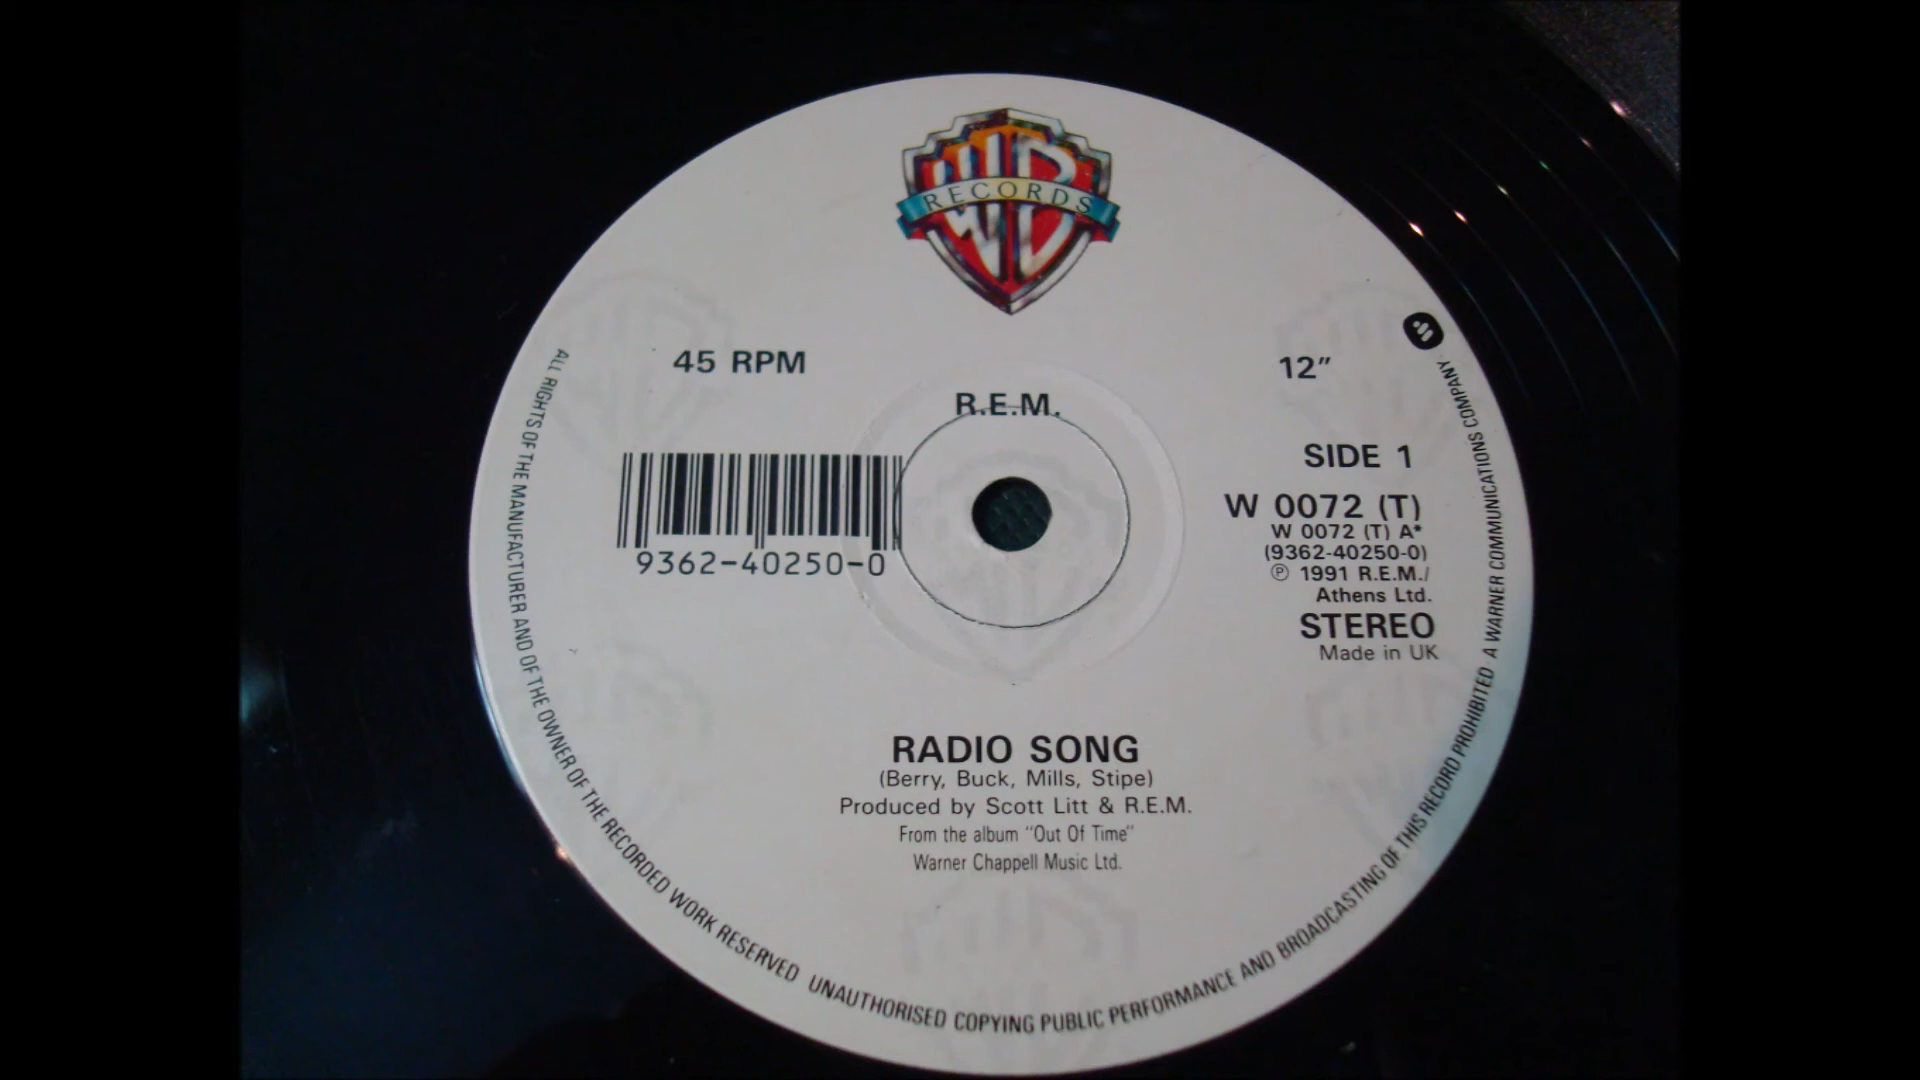 WB
RECORDS
45 RPM
12"
R.E.M.
9362-40250-0
SIDE 1
W 0072 (T)
W 0072 (T) A*
(9362-40250-0)
℗ 1991 R.E.M./
Athens Ltd.
STEREO
Made in UK
RADIO SONG
(Berry, Buck, Mills, Stipe)
Produced by Scott Litt & R.E.M.
From the album "Out Of Time"
Warner Chappell Music Ltd.
ALL RIGHTS OF THE MANUFACTURER AND OF THE OWNER OF THE RECORDED WORK RESERVED UNAUTHORISED COPYING PUBLIC PERFORMANCE AND BROADCASTING OF THIS RECORD PROHIBITED A WARNER COMMUNICATIONS COMPANY.